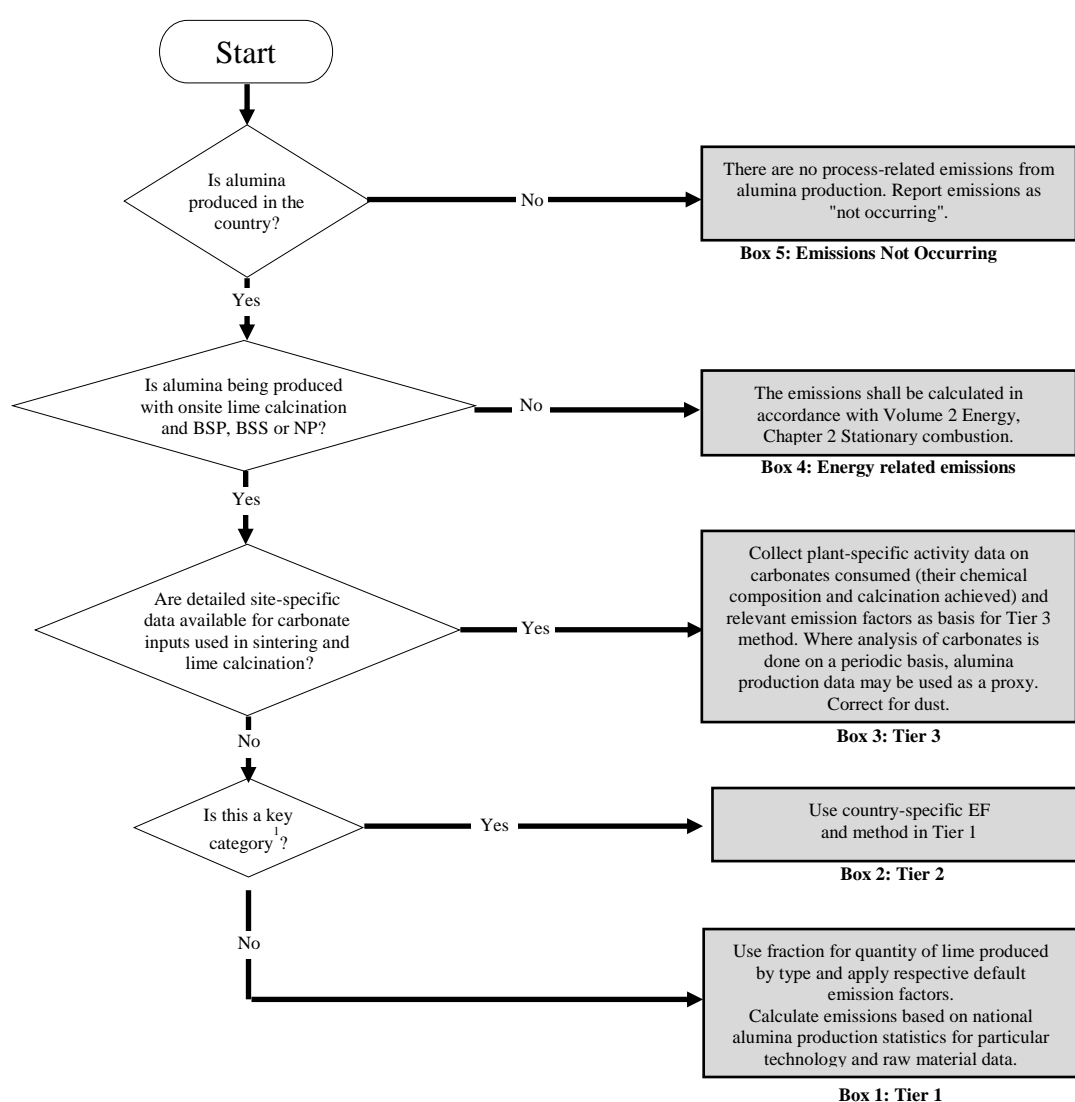 Start
Is alumina
produced in the
country?
No
There are no process-related emissions from
alumina production. Report emissions as
"not occurring".
Box 5: Emissions Not Occurring
Yes
Is alumina being produced
with onsite lime calcination
and BSP, BSS or NP?
No
The emissions shall be calculated in
accordance with Volume 2 Energy,
Chapter 2 Stationary combustion.
Box 4: Energy related emissions
Yes
Are detailed site-specific
data available for carbonate
inputs used in sintering and
lime calcination?
Yes
Collect plant-specific activity data on
carbonates consumed (their chemical
composition and calcination achieved) and
relevant emission factors as basis for Tier 3
method. Where analysis of carbonates is
done on a periodic basis, alumina
production data may be used as a proxy.
Correct for dust.
Box 3: Tier 3
No
Is this a key
category1?
Yes
Use country-specific EF
and method in Tier 1
Box 2: Tier 2
No
Use fraction for quantity of lime produced
by type and apply respective default
emission factors.
Calculate emissions based on national
alumina production statistics for particular
technology and raw material data.
Box 1: Tier 1